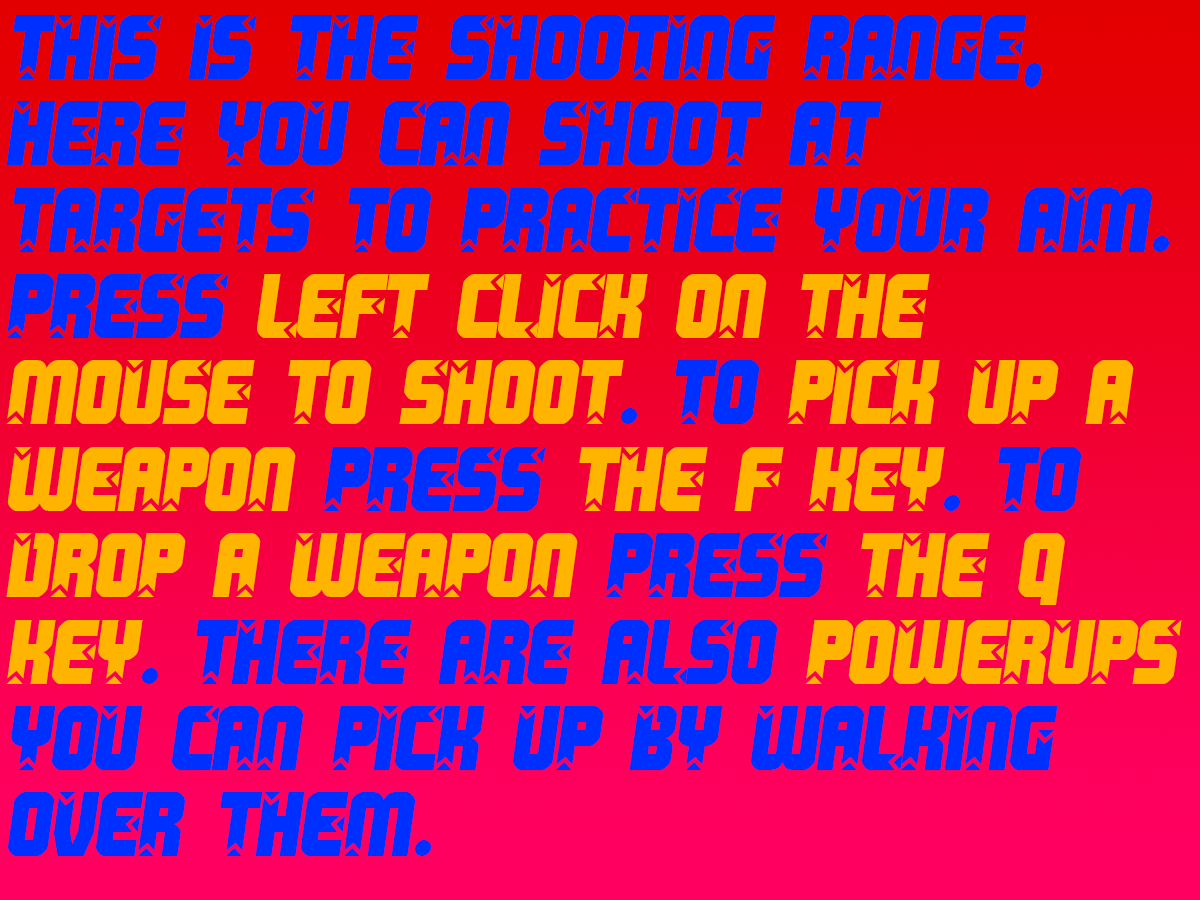 THIS IS THE SHOOTING RANGE,
HERE YOU CAN SHOOT AT
TARGETS TO PRACTICE YOUR AIM.
PRESS LEFT CLICK ON THE
MOUSE TO SHOOT. TO PICK UP A
WEAPON PRESS THE F KEY. TO
DROP A WEAPON PRESS THE Q
KEY. THERE ARE ALSO POWERUPS
YOU CAN PICK UP BY WALKING
OVER THEM.